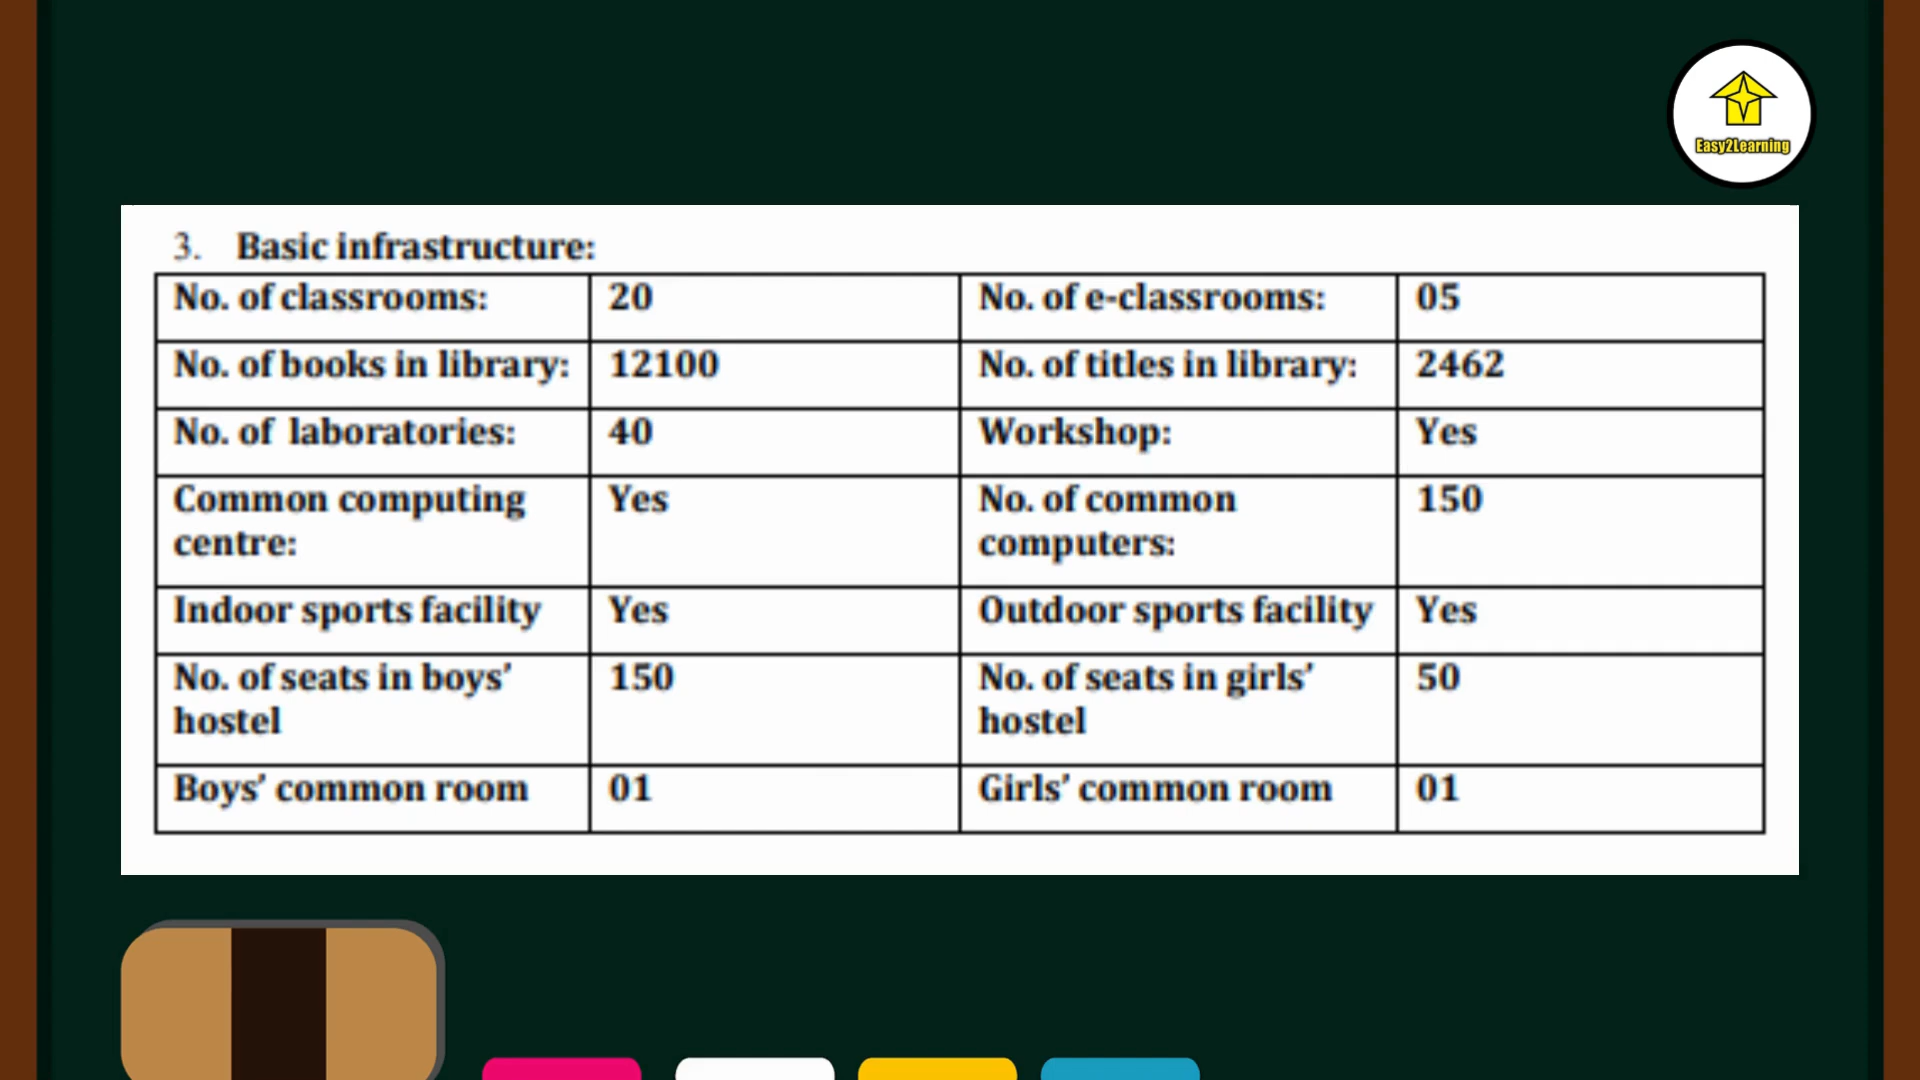 Easy2Learning
3. Basic infrastructure:
No. of classrooms: 20 No. of e-classrooms: 05
No. of books in library: 12100 No. of titles in library: 2462
No. of laboratories: 40 Workshop: Yes
Common computing centre: Yes No. of common computers: 150
Indoor sports facility Yes Outdoor sports facility Yes
No. of seats in boys’ hostel 150 No. of seats in girls’ hostel 50
Boys’ common room 01 Girls’ common room 01